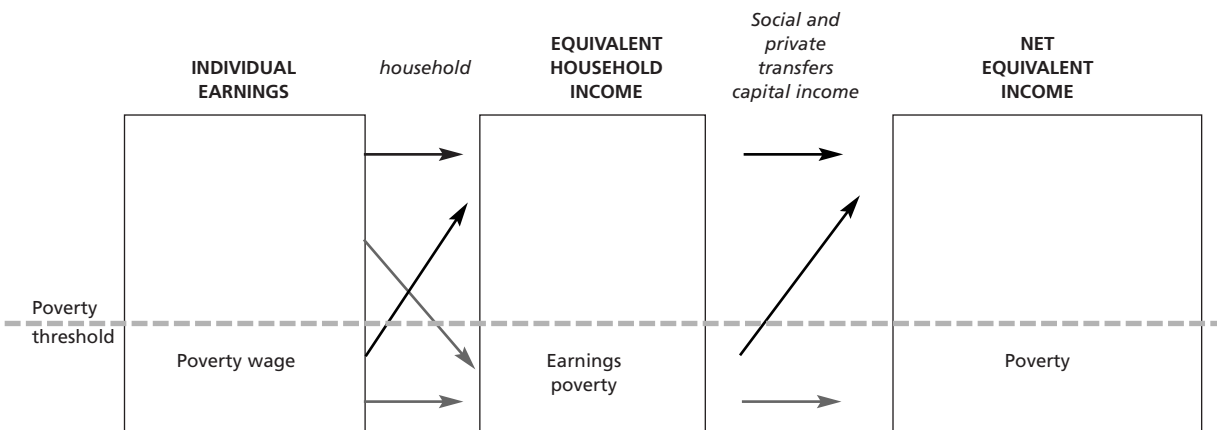 INDIVIDUAL
EARNINGS
household
EQUIVALENT
HOUSEHOLD
INCOME
Social and
private
transfers
capital income
NET
EQUIVALENT
INCOME
Poverty
threshold
Poverty wage
Earnings
poverty
Poverty